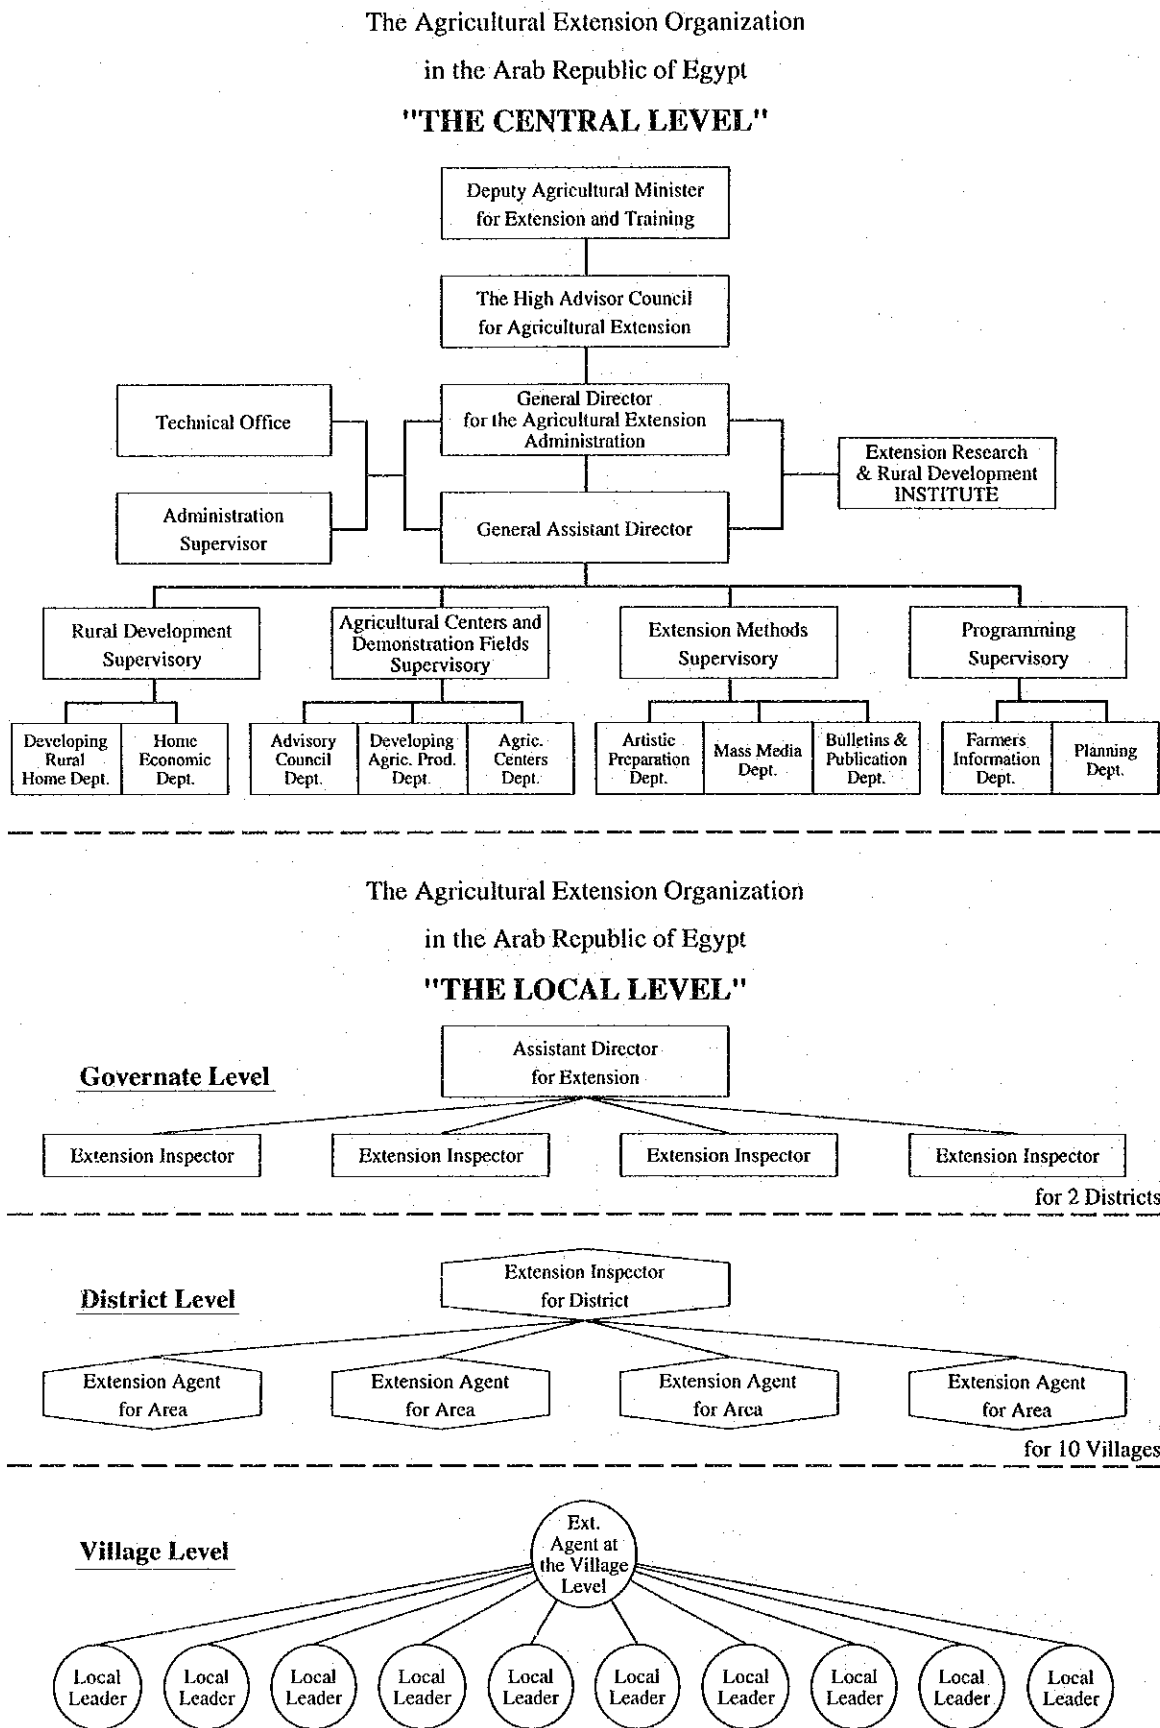 The Agricultural Extension Organization
in the Arab Republic of Egypt
"THE CENTRAL LEVEL"
Deputy Agricultural Minister
for Extension and Training
The High Advisor Council
for Agricultural Extension
Technical Office
General Director
for the Agricultural Extension
Administration
Extension Research
& Rural Development
INSTITUTE
Administration
Supervisor
General Assistant Director
Rural Development
Supervisory
Agricultural Centers and
Demonstration Fields
Supervisory
Extension Methods
Supervisory
Programming
Supervisory
Developing
Rural
Home Dept.
Home
Economic
Dept.
Advisory
Council
Dept.
Developing
Agric. Prod.
Dept.
Agric.
Centers
Dept.
Artistic
Preparation
Dept.
Mass Media
Dept.
Bulletins &
Publication
Dept.
Farmers
Information
Dept.
Planning
Dept.
The Agricultural Extension Organization
in the Arab Republic of Egypt
"THE LOCAL LEVEL"
Governate Level
Assistant Director
for Extension
Extension Inspector
Extension Inspector
Extension Inspector
Extension Inspector
for 2 Districts
District Level
Extension Inspector
for District
Extension Agent
for Area
Extension Agent
for Area
Extension Agent
for Area
Extension Agent
for Area
for 10 Villages
Village Level
Ext.
Agent at
the Village
Level
Local
Leader
Local
Leader
Local
Leader
Local
Leader
Local
Leader
Local
Leader
Local
Leader
Local
Leader
Local
Leader
Local
Leader